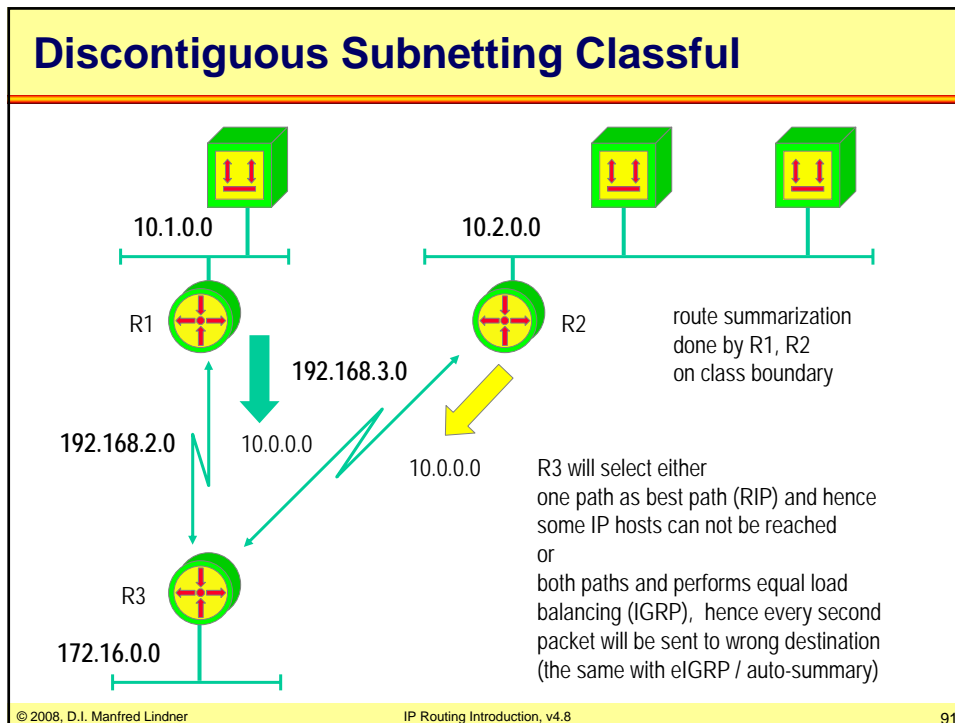 Discontiguous Subnetting Classful
10.1.0.0
10.2.0.0
R1
R2
route summarization
done by R1, R2
on class boundary
192.168.3.0
192.168.2.0
10.0.0.0
10.0.0.0
R3 will select either
one path as best path (RIP) and hence
some IP hosts can not be reached
or
both paths and performs equal load
balancing (IGRP), hence every second
packet will be sent to wrong destination
(the same with eIGRP / auto-summary)
R3
172.16.0.0
© 2008, D.I. Manfred Lindner
IP Routing Introduction, v4.8
91